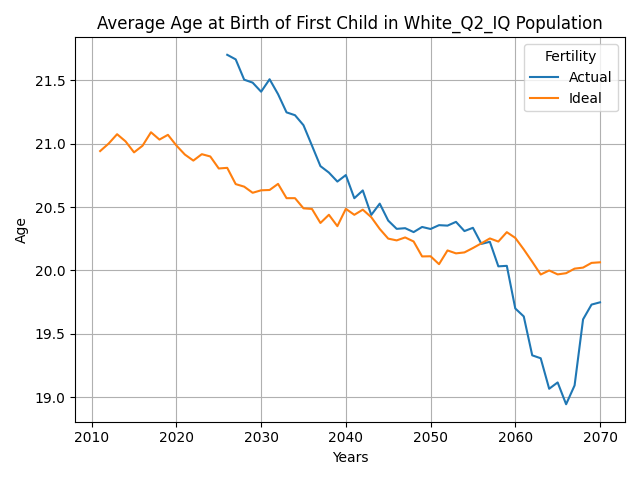 Average Age at Birth of First Child in White_Q2_IQ Population
Fertility
Actual
Ideal
21.5
21.0
20.5
20.0
19.5
19.0
Age
2010
2020
2030
2040
2050
2060
2070
Years